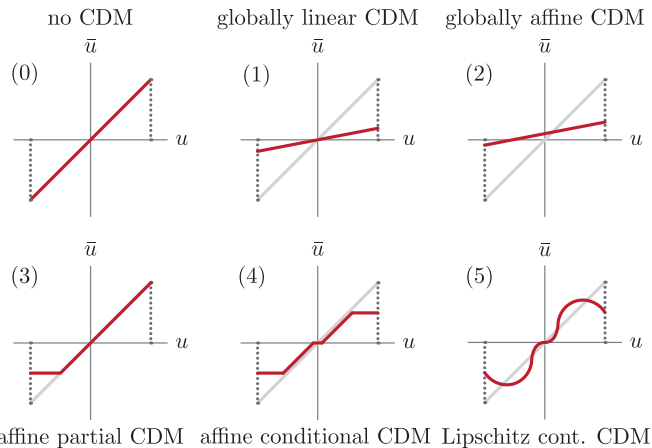 no CDM
globally linear CDM
globally affine CDM
ū
ū
ū
(0)
(1)
(2)
u
u
u
ū
ū
ū
(3)
(4)
(5)
u
u
u
affine partial CDM
affine conditional CDM
Lipschitz cont. CDM